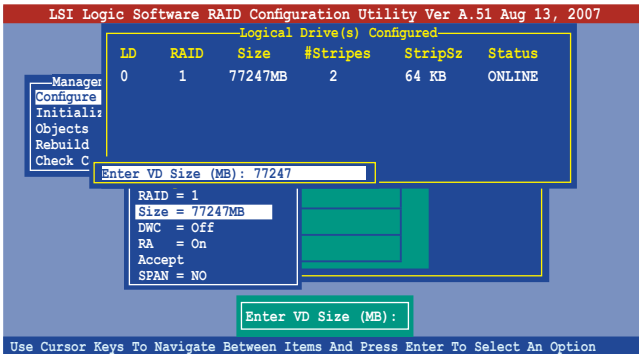 LSI Logic Software RAID Configuration Utility Ver A.51 Aug 13, 2007
Logical Drive(s) Configured
LD RAID Size #Stripes StripSz Status
0 1 77247MB 2 64 KB ONLINE
Managem
Configure
Initializ
Objects
Rebuild
Check C
Enter VD Size (MB): 77247
RAID = 1
Size = 77247MB
DWC = Off
RA = On
Accept
SPAN = NO
Enter VD Size (MB):
Use Cursor Keys To Navigate Between Items And Press Enter To Select An Option